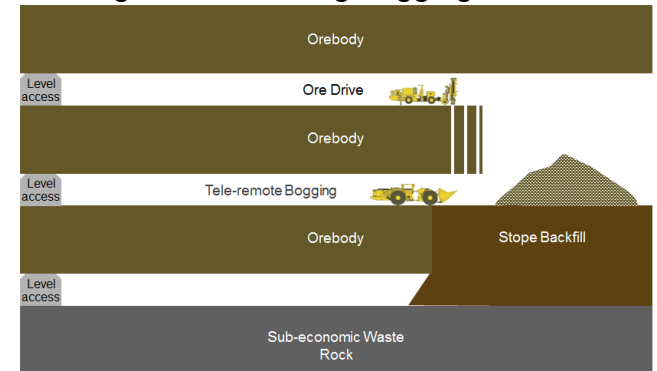 Orebody
Level
access
Ore Drive
Orebody
Level
access
Tele-remote Bogging
Orebody
Stope Backfill
Level
access
Sub-economic Waste
Rock